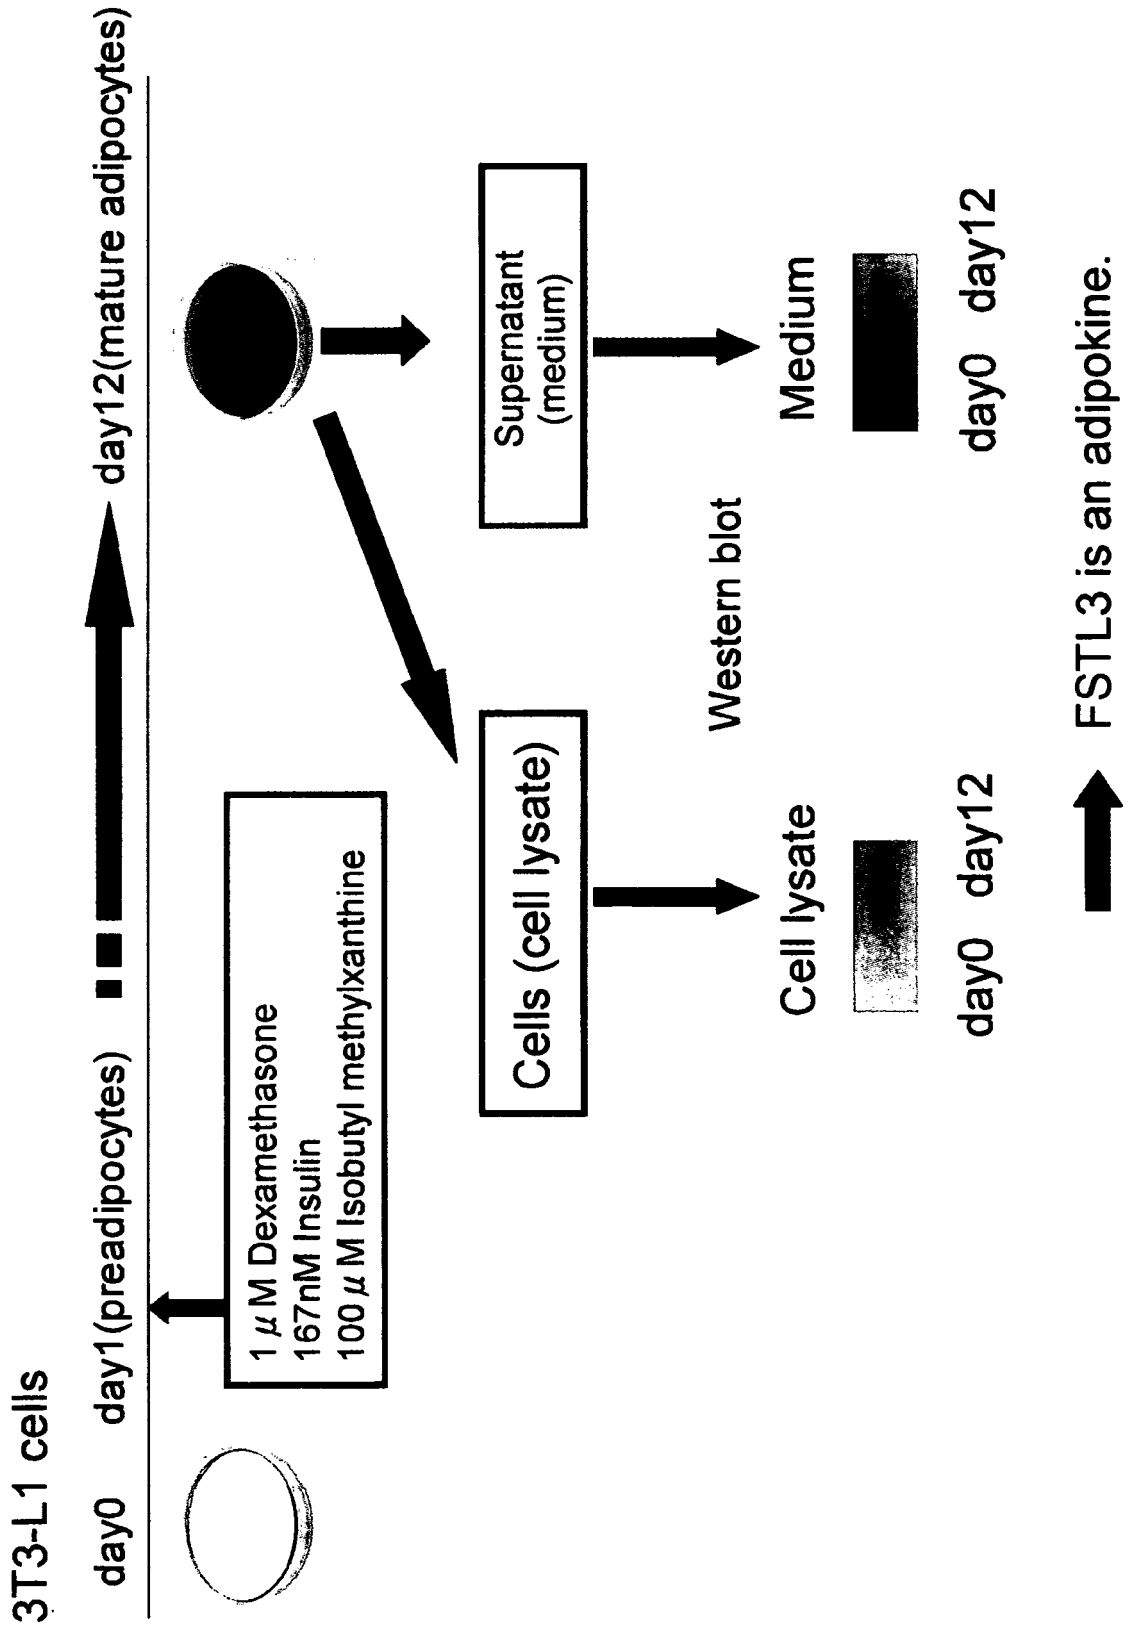 3T3-L1 cells
day0 day1(preadipocytes) day12(mature adipocytes)
1 μM Dexamethasone
167nM Insulin
100 μM Isobutyl methylxanthine
Cells (cell lysate)
Supernatant
(medium)
Western blot
Cell lysate
Medium
day0 day12
day0 day12
FSTL3 is an adipokine.